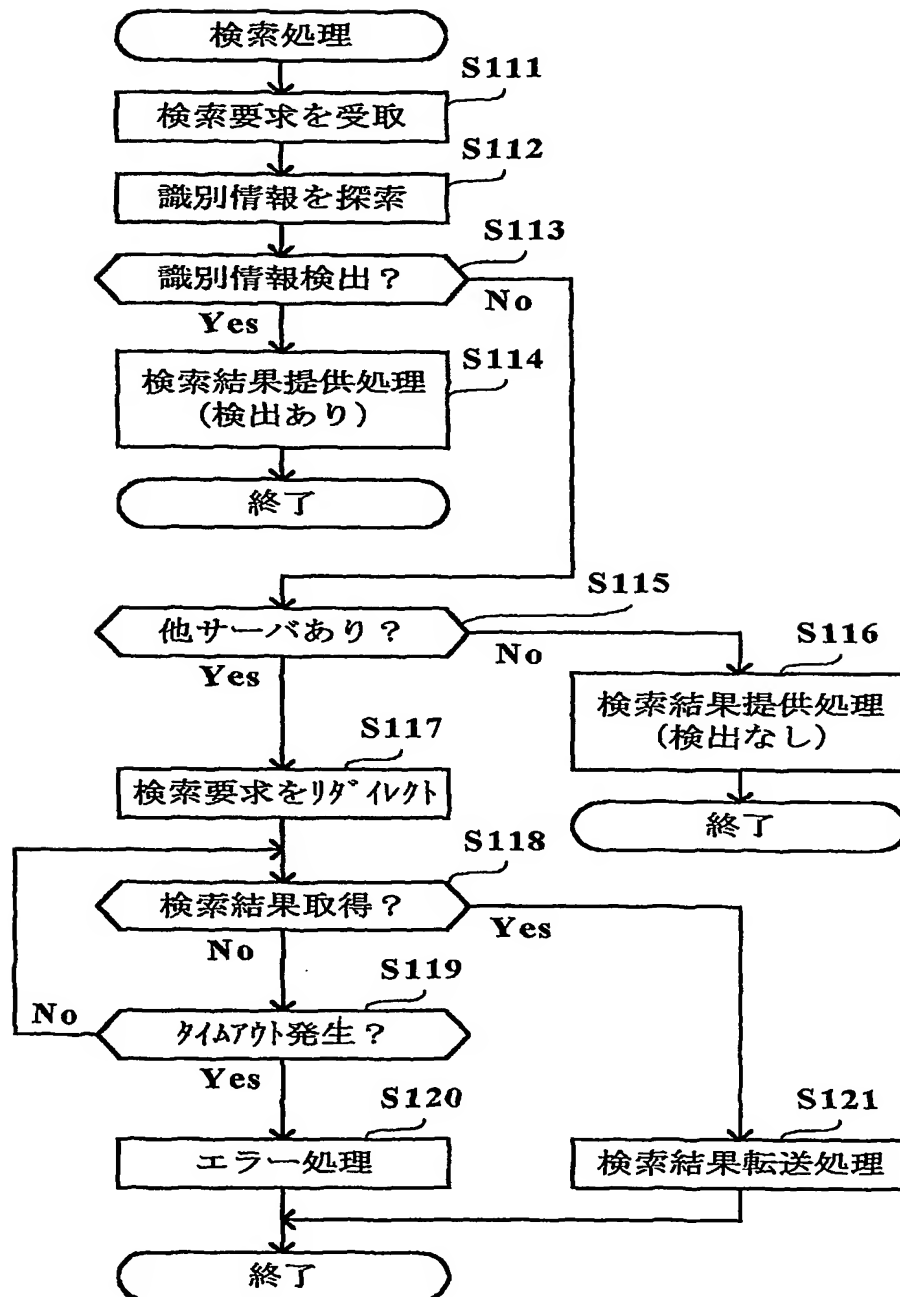 検索処理
S111
検索要求を受取
S112
識別情報を探索
S113
識別情報検出？
No
Yes
S114
検索結果提供処理
(検出あり)
終了
S115
他サーバあり？
No
Yes
S116
検索結果提供処理
(検出なし)
終了
S117
検索要求をﾘﾀﾞｲﾚｸﾄ
S118
検索結果取得？
Yes
No
S119
ﾀｲﾑｱｳﾄ発生？
No
Yes
S120
エラー処理
S121
検索結果転送処理
終了